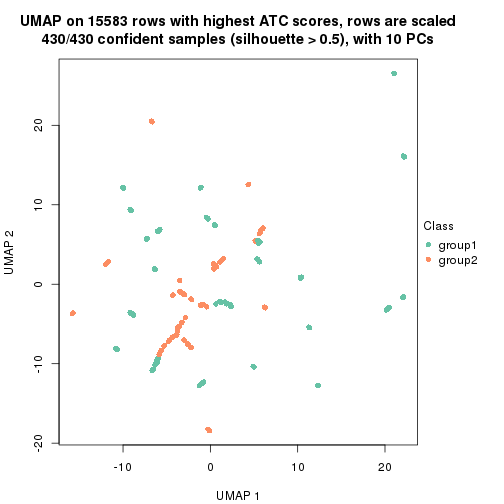 UMAP on 15583 rows with highest ATC scores, rows are scaled
430/430 confident samples (silhouette > 0.5), with 10 PCs
Class
group1
group2
20
10
0
-10
-20
UMAP 2
-10
0
10
20
UMAP 1